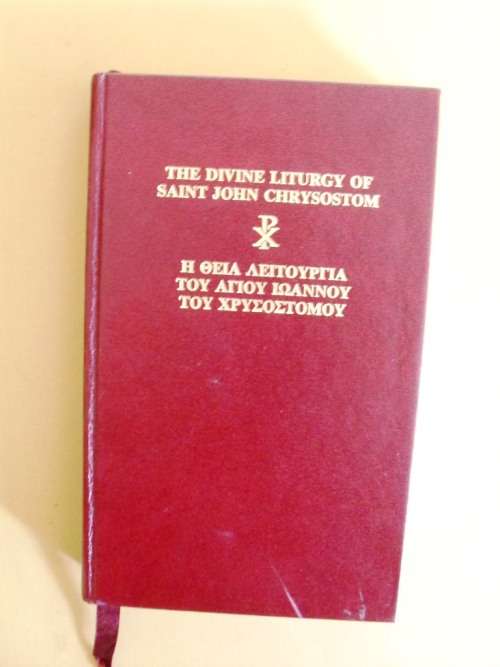 THE DIVINE LITURGY OF
SAINT JOHN CHRYSOSTOM
Η ΘΕΙΑ ΛΕΙΤΟΥΡΓΙΑ
ΤΟΥ ΑΓΙΟΥ ΙΩΑΝΝΟΥ
ΤΟΥ ΧΡΥΣΟΣΤΟΜΟΥ